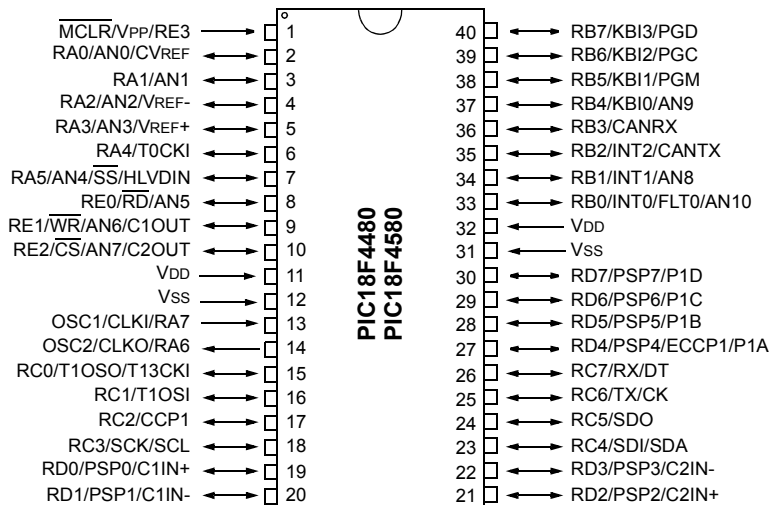 MCLR/VPP/RE3 1
RA0/AN0/CVREF 2
RA1/AN1 3
RA2/AN2/VREF- 4
RA3/AN3/VREF+ 5
RA4/T0CKI 6
RA5/AN4/SS/HLVDIN 7
RE0/RD/AN5 8
RE1/WR/AN6/C1OUT 9
RE2/CS/AN7/C2OUT 10
VDD 11
VSS 12
OSC1/CLKI/RA7 13
OSC2/CLKO/RA6 14
RC0/T1OSO/T13CKI 15
RC1/T1OSI 16
RC2/CCP1 17
RC3/SCK/SCL 18
RD0/PSP0/C1IN+ 19
RD1/PSP1/C1IN- 20
PIC18F4480
PIC18F4580
40 RB7/KBI3/PGD
39 RB6/KBI2/PGC
38 RB5/KBI1/PGM
37 RB4/KBI0/AN9
36 RB3/CANRX
35 RB2/INT2/CANTX
34 RB1/INT1/AN8
33 RB0/INT0/FLT0/AN10
32 VDD
31 VSS
30 RD7/PSP7/P1D
29 RD6/PSP6/P1C
28 RD5/PSP5/P1B
27 RD4/PSP4/ECCP1/P1A
26 RC7/RX/DT
25 RC6/TX/CK
24 RC5/SDO
23 RC4/SDI/SDA
22 RD3/PSP3/C2IN-
21 RD2/PSP2/C2IN+